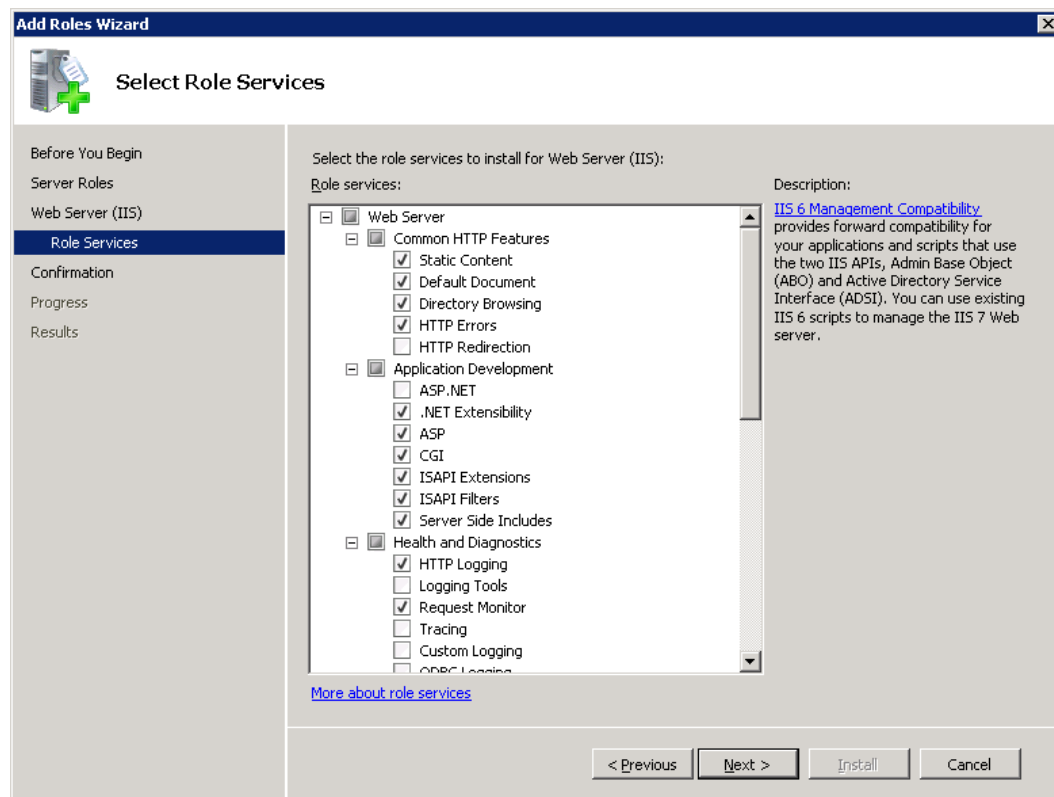 Add Roles Wizard
Select Role Services
Before You Begin
Server Roles
Web Server (IIS)
Role Services
Confirmation
Progress
Results
Select the role services to install for Web Server (IIS):
Role services:
Web Server
Common HTTP Features
Static Content
Default Document
Directory Browsing
HTTP Errors
HTTP Redirection
Application Development
ASP.NET
.NET Extensibility
ASP
CGI
ISAPI Extensions
ISAPI Filters
Server Side Includes
Health and Diagnostics
HTTP Logging
Logging Tools
Request Monitor
Tracing
Custom Logging
ODBC Logging
More about role services
Description:
IIS 6 Management Compatibility
provides forward compatibility for
your applications and scripts that use
the two IIS APIs, Admin Base Object
(ABO) and Active Directory Service
Interface (ADSI). You can use existing
IIS 6 scripts to manage the IIS 7 Web
server.
< Previous
Next >
Install
Cancel